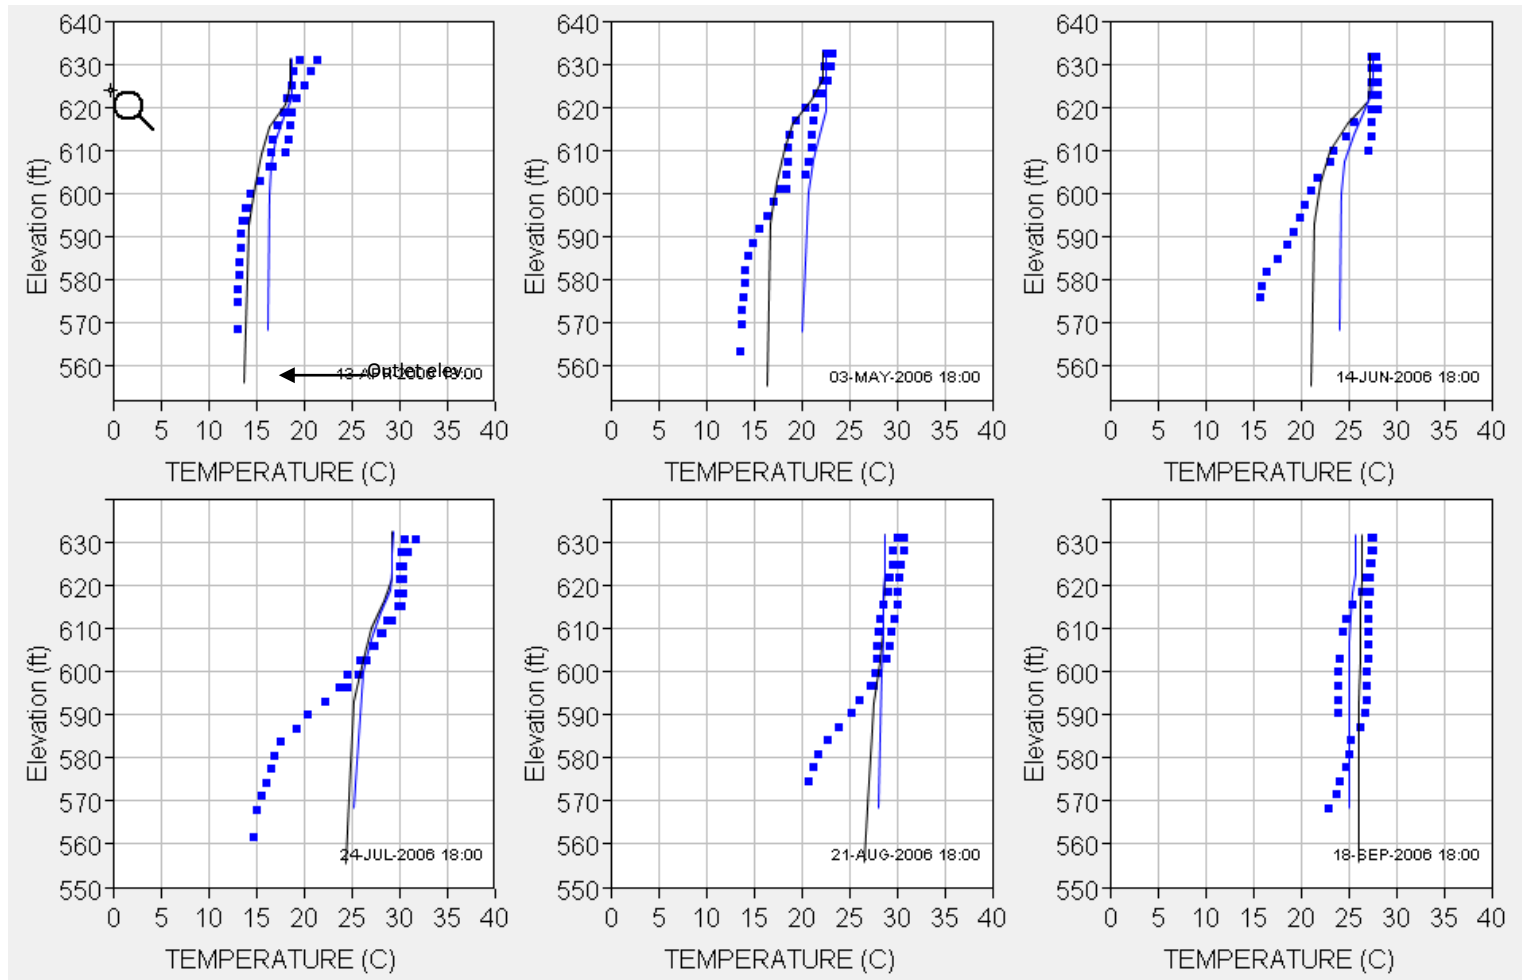 640
630
620
610
600
590
580
570
560
Elevation (ft)
0 5 10 15 20 25 30 35 40
TEMPERATURE (C)
13-APR-2006 18:00
Outlet elev.
640
630
620
610
600
590
580
570
560
Elevation (ft)
0 5 10 15 20 25 30 35 40
TEMPERATURE (C)
03-MAY-2006 18:00
640
630
620
610
600
590
580
570
560
Elevation (ft)
0 5 10 15 20 25 30 35 40
TEMPERATURE (C)
14-JUN-2006 18:00
630
620
610
600
590
580
570
560
550
Elevation (ft)
0 5 10 15 20 25 30 35 40
TEMPERATURE (C)
24-JUL-2006 18:00
630
620
610
600
590
580
570
560
550
Elevation (ft)
0 5 10 15 20 25 30 35 40
TEMPERATURE (C)
21-AUG-2006 18:00
630
620
610
600
590
580
570
560
550
Elevation (ft)
0 5 10 15 20 25 30 35 40
TEMPERATURE (C)
18-SEP-2006 18:00